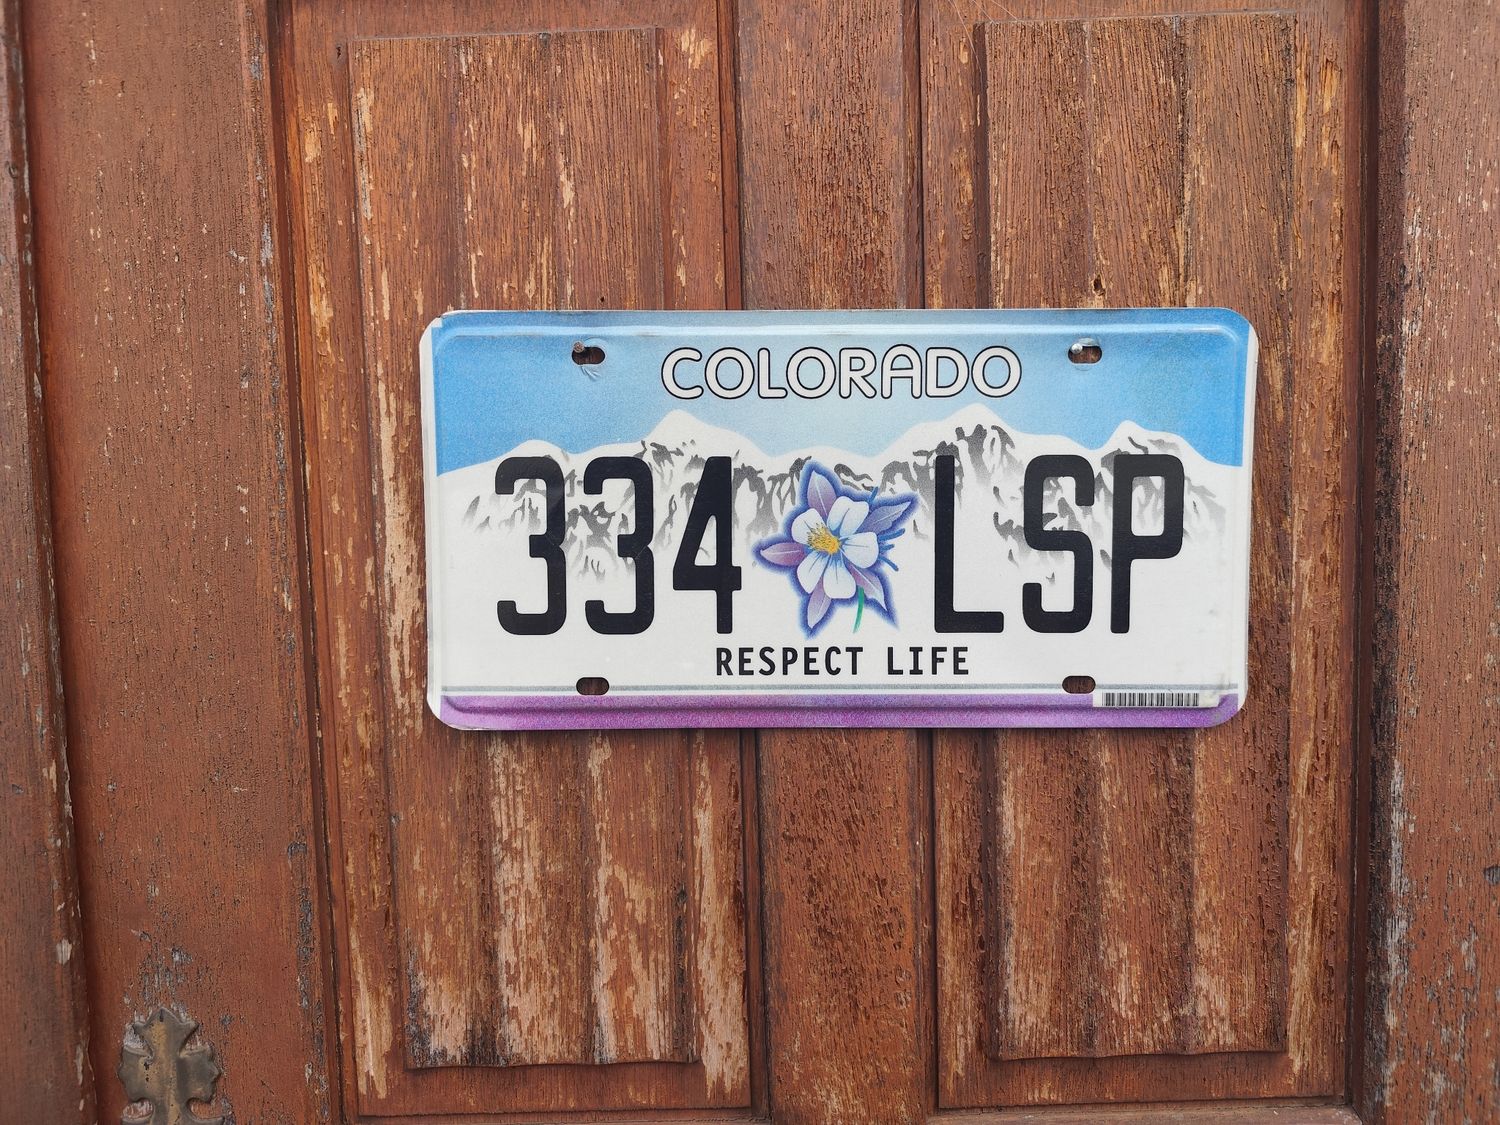 COLORADO
334 LSP
RESPECT LIFE